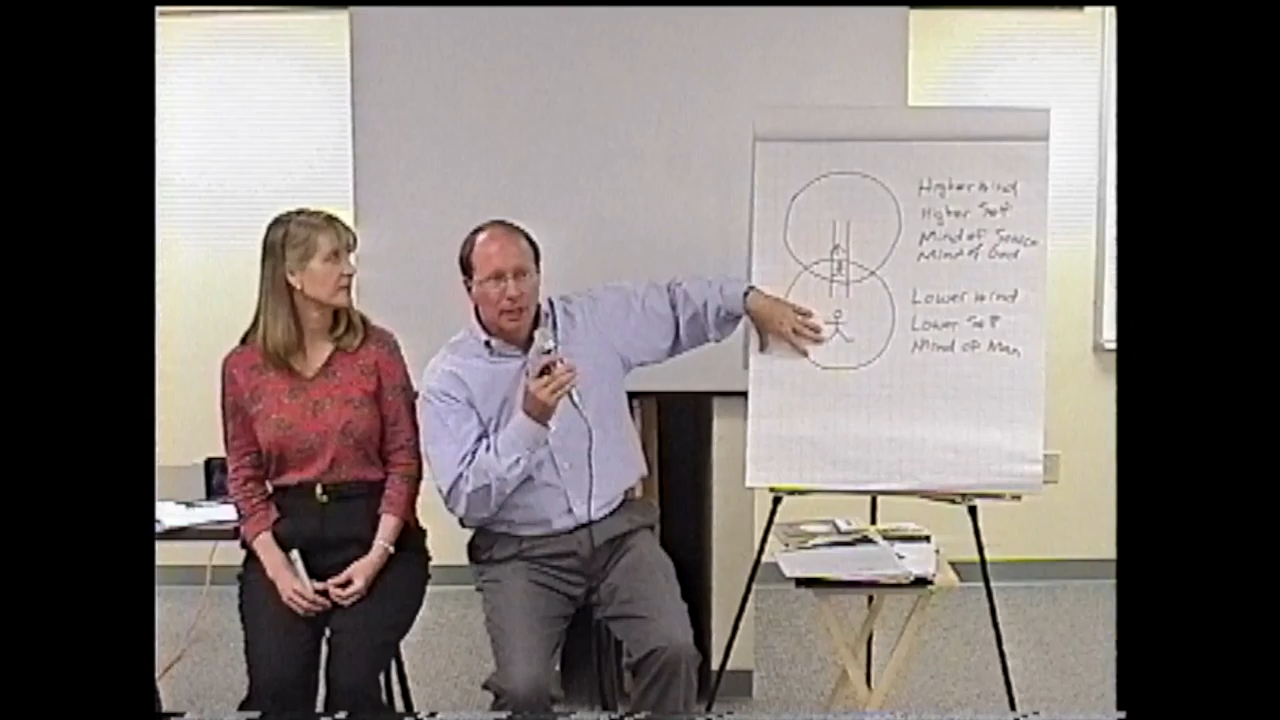 Higher Mind
Higher Self
Mind of Source
Mind of God
Lower Mind
Lower Self
Mind of Man